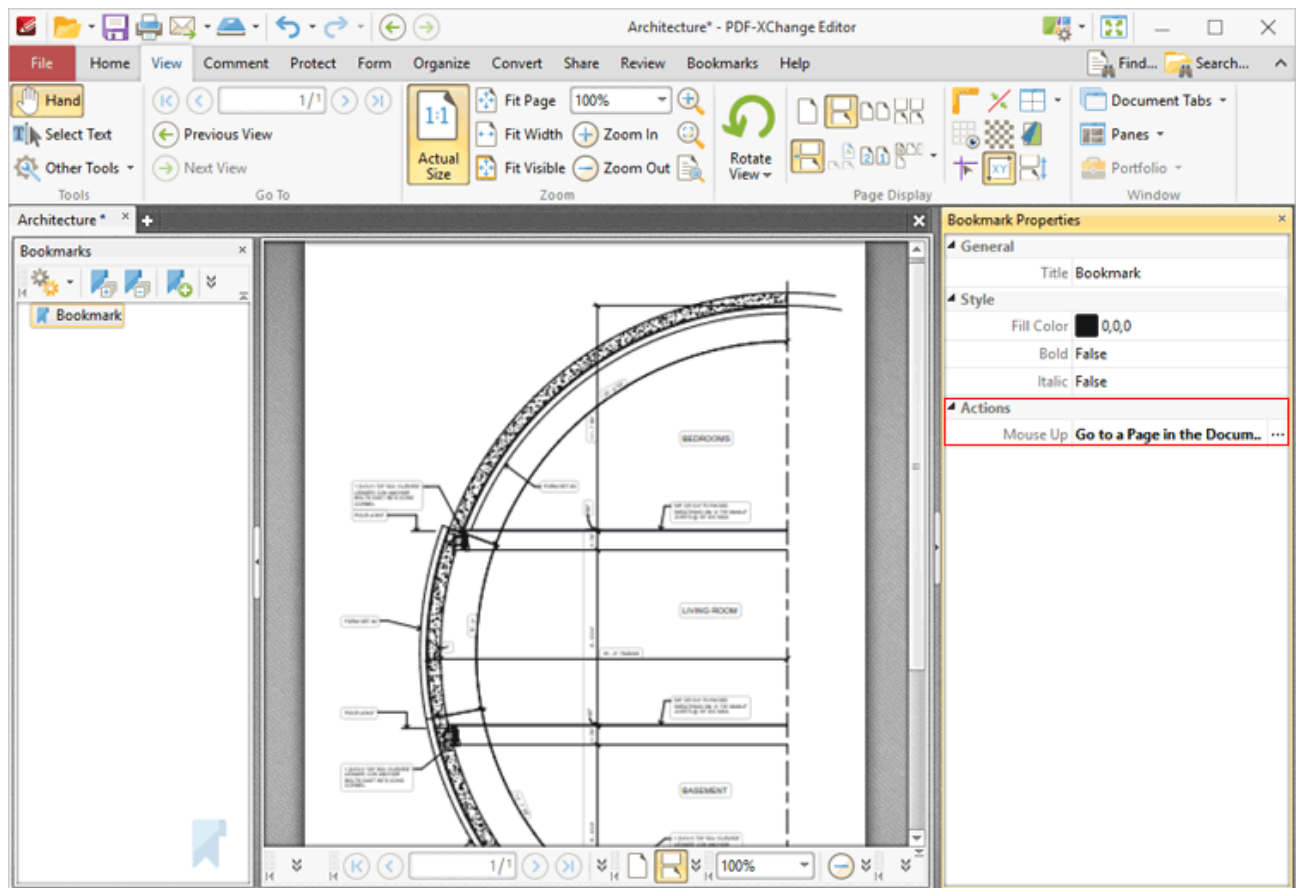 Architecture* - PDF-XChange Editor
File Home View Comment Protect Form Organize Convert Share Review Bookmarks Help Find... Search...
Hand
Select Text
Other Tools
Tools
1/1
Previous View
Next View
Go To
1:1
Actual Size
Fit Page 100%
Fit Width Zoom In
Fit Visible Zoom Out
Zoom
Rotate View
Page Display
Document Tabs
Panes
Portfolio
Window
Architecture *
Bookmarks
Bookmark
BEDROOMS
LIVING ROOM
BASEMENT
1/1
100%
Bookmark Properties
General
Title Bookmark
Style
Fill Color 0,0,0
Bold False
Italic False
Actions
Mouse Up Go to a Page in the Docum.. ...